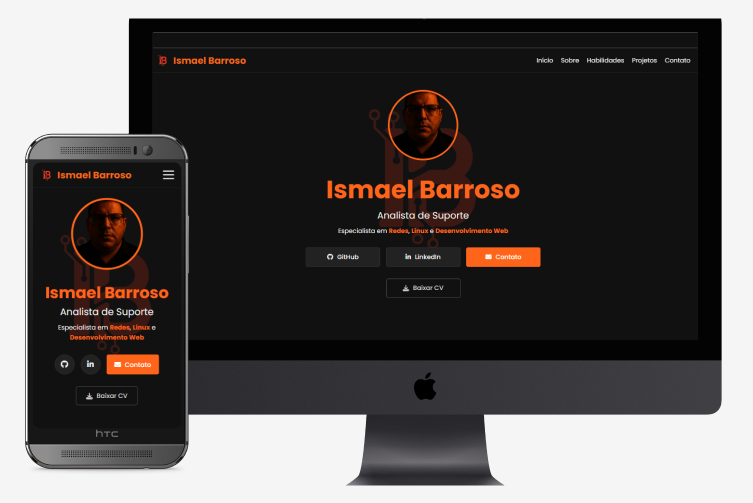 Ismael Barroso
Início Sobre Habilidades Projetos Contato
Ismael Barroso
Analista de Suporte
Especialista em Redes, Linux e Desenvolvimento Web
GitHub LinkedIn Contato
Baixar CV
Ismael Barroso
Ismael Barroso
Analista de Suporte
Especialista em Redes, Linux e
Desenvolvimento Web
in Contato
Baixar CV
hTC